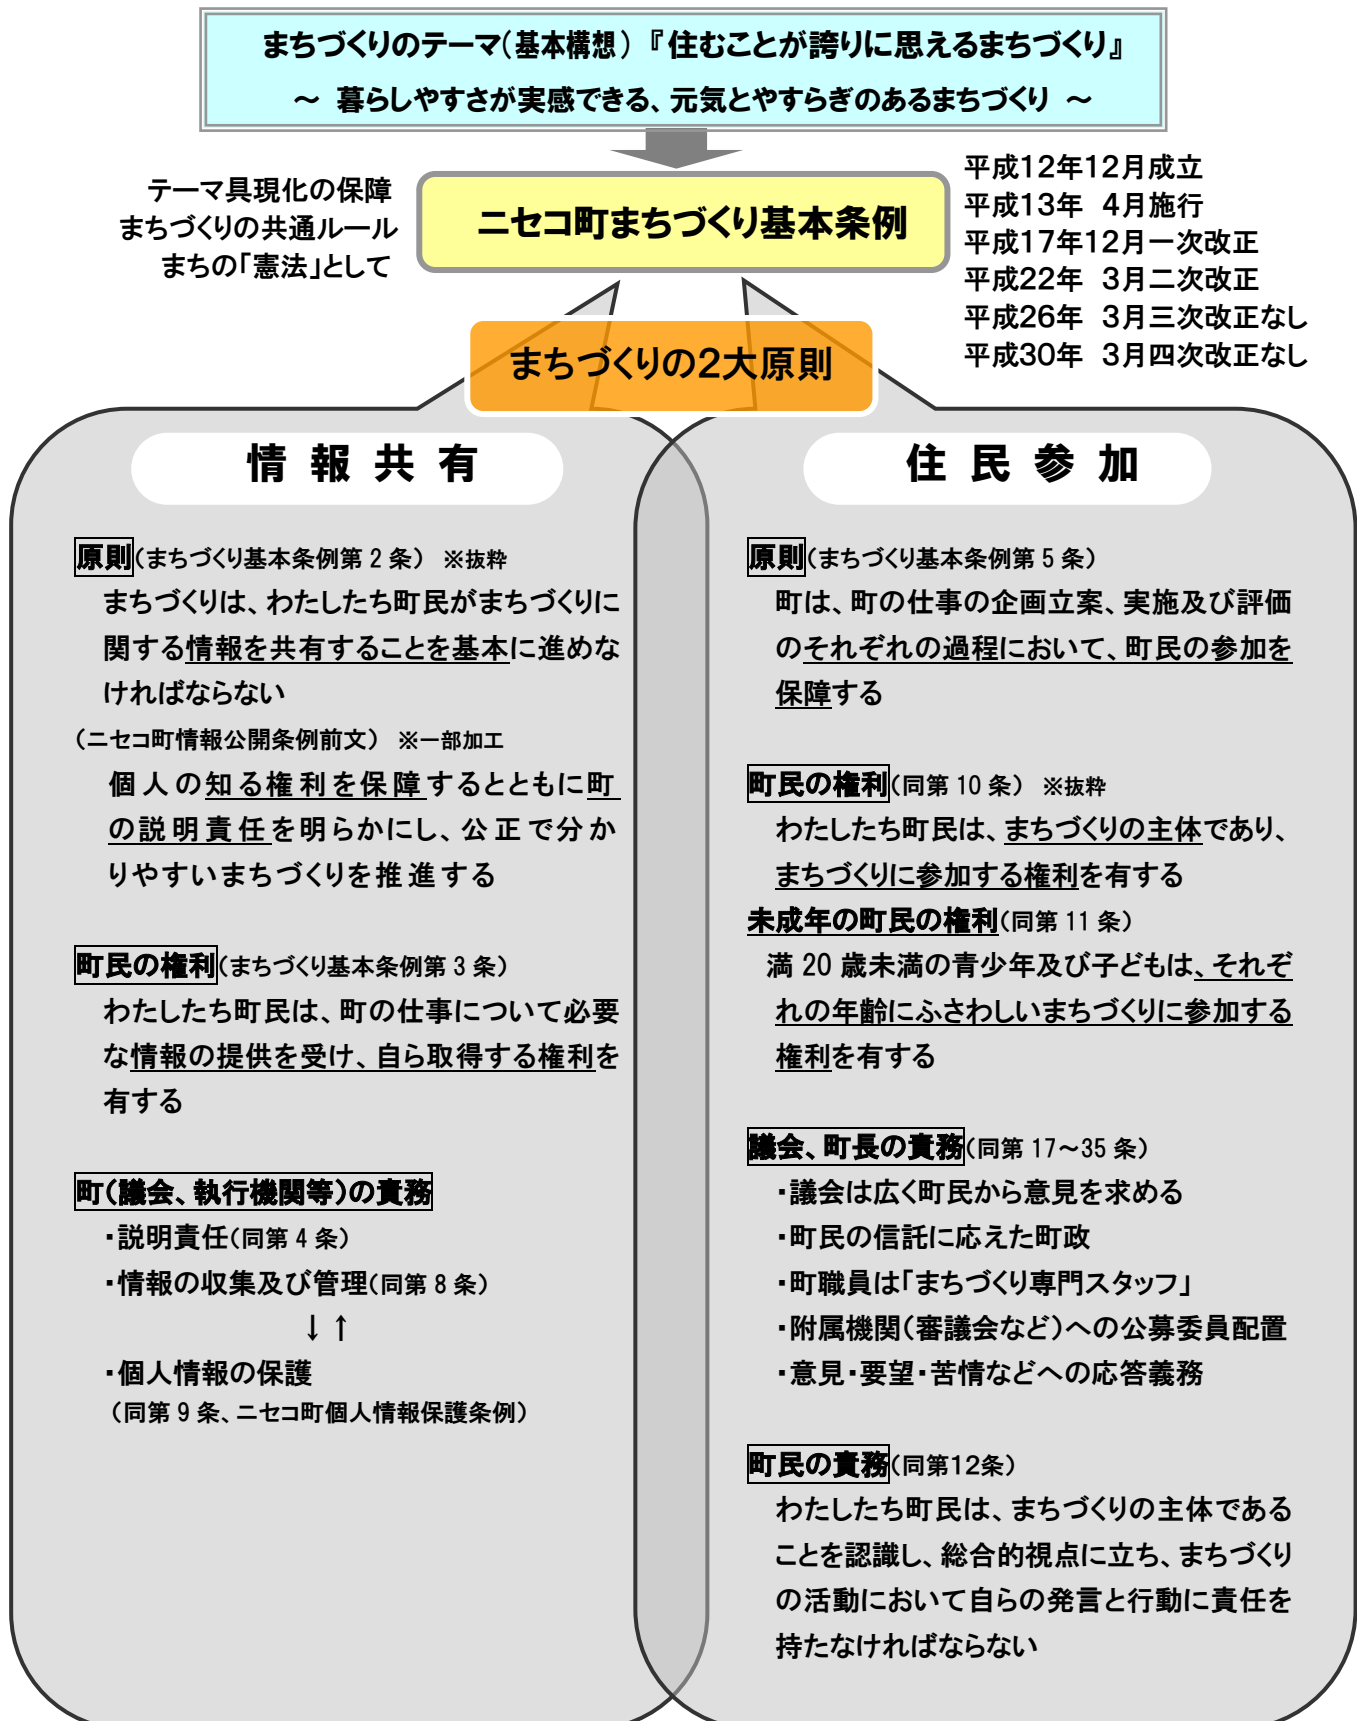 まちづくりのテーマ(基本構想) 『住むことが誇りに思えるまちづくり』
～ 暮らしやすさが実感できる、元気とやすらぎのあるまちづくり ～
テーマ具現化の保障
まちづくりの共通ルール
まちの「憲法」として
ニセコ町まちづくり基本条例
平成12年12月成立
平成13年 4月施行
平成17年12月一次改正
平成22年 3月二次改正
平成26年 3月三次改正なし
平成30年 3月四次改正なし
まちづくりの2大原則
情報共有
原則(まちづくり基本条例第 2 条) ※抜粋
まちづくりは、わたしたち町民がまちづくりに
関する情報を共有することを基本に進めな
ければならない
(ニセコ町情報公開条例前文) ※一部加工
個人の知る権利を保障するとともに町
の説明責任を明らかにし、公正で分か
りやすいまちづくりを推進する
町民の権利(まちづくり基本条例第 3 条)
わたしたち町民は、町の仕事について必要
な情報の提供を受け、自ら取得する権利を
有する
町(議会、執行機関等)の責務
・説明責任(同第 4 条)
・情報の収集及び管理(同第 8 条)
↓↑
・個人情報の保護
(同第 9 条、ニセコ町個人情報保護条例)
住民参加
原則(まちづくり基本条例第 5 条)
町は、町の仕事の企画立案、実施及び評価
のそれぞれの過程において、町民の参加を
保障する
町民の権利(同第 10 条) ※抜粋
わたしたち町民は、まちづくりの主体であり、
まちづくりに参加する権利を有する
未成年の町民の権利(同第 11 条)
満 20 歳未満の青少年及び子どもは、それぞ
れの年齢にふさわしいまちづくりに参加する
権利を有する
議会、町長の責務(同第 17～35 条)
・議会は広く町民から意見を求める
・町民の信託に応えた町政
・町職員は「まちづくり専門スタッフ」
・附属機関(審議会など)への公募委員配置
・意見・要望・苦情などへの応答義務
町民の責務(同第12条)
わたしたち町民は、まちづくりの主体である
ことを認識し、総合的視点に立ち、まちづくり
の活動において自らの発言と行動に責任を
持たなければならない